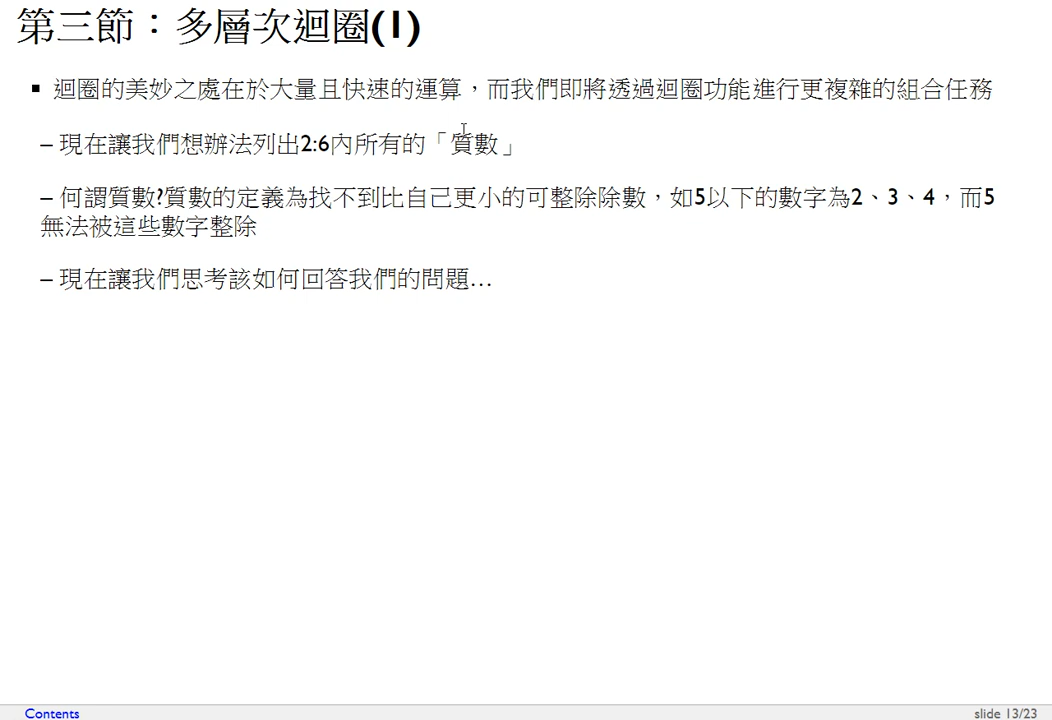 第三節：多層次迴圈(1)
▪ 迴圈的美妙之處在於大量且快速的運算，而我們即將透過迴圈功能進行更複雜的組合任務
– 現在讓我們想辦法列出2:6內所有的「質數」
– 何謂質數?質數的定義為找不到比自己更小的可整除除數，如5以下的數字為2、3、4，而5
無法被這些數字整除
– 現在讓我們思考該如何回答我們的問題…
Contents
slide 13/23